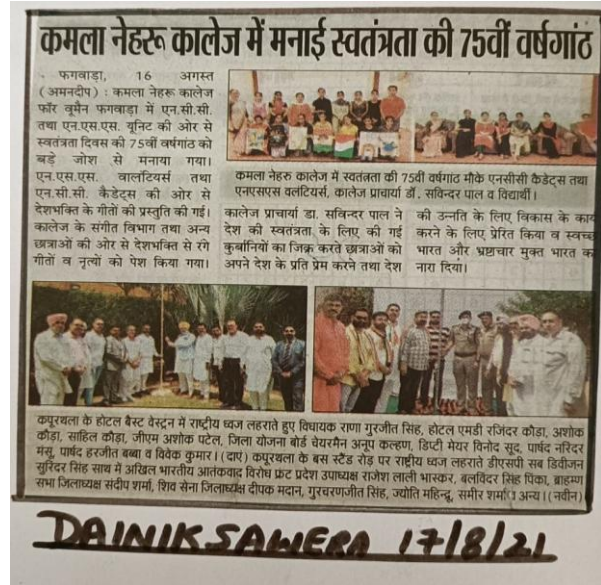 कमला नेहरू कालेज में मनाई स्वतंत्रता की 75वीं वर्षगांठ
फगवाड़ा, 16 अगस्त
(अमनदीप) : कमला नेहरू कालेज
फॉर वूमैन फगवाड़ा में एन.सी.सी.
तथा एन.एस.एस. यूनिट की ओर से
स्वतंत्रता दिवस की 75वीं वर्षगांठ को
बड़े जोश से मनाया गया।
एन.एस.एस. वालंटियर्स तथा
एन.सी.सी. कैडेट्स की ओर से
देशभक्ति के गीतों की प्रस्तुति की गई।
कालेज के संगीत विभाग तथा अन्य
छात्राओं की ओर से देशभक्ति से रंगे
गीतों व नृत्यों को पेश किया गया।
कमला नेहरु कालेज में स्वतंत्रता की 75वीं वर्षगांठ मौके एनसीसी कैडेट्स तथा
एनएसएस वलंटियर्स, कालेज प्राचार्या डॉ. सविन्दर पाल व विद्यार्थी।
कालेज प्राचार्या डा. सविन्दर पाल ने
देश की स्वतंत्रता के लिए की गई
कुर्बानियों का जिक्र करते छात्राओं को
अपने देश के प्रति प्रेम करने तथा देश
की उन्नति के लिए विकास के कार्य
करने के लिए प्रेरित किया व स्वच्छ
भारत और भ्रष्टाचार मुक्त भारत का
नारा दिया।
कपूरथला के होटल बैस्ट वेस्ट्रन में राष्ट्रीय ध्वज लहराते हुए विधायक राणा गुरजीत सिंह, होटल एमडी रजिंदर कौड़ा, अशोक
कौड़ा, साहिल कौड़ा, जीएम अशोक पटेल, जिला योजना बोर्ड चेयरमैन अनूप कल्हण, डिप्टी मेयर विनोद सूद, पार्षद नरिंदर
मंसू, पार्षद हरजीत बब्बा व विवेक कुमार। (दाएं) कपूरथला के बस स्टैंड रोड़ पर राष्ट्रीय ध्वज लहराते डीएसपी सब डिवीजन
सुरिंदर सिंह साथ में अखिल भारतीय आतंकवाद विरोध फ्रंट प्रदेश उपाध्यक्ष राजेश लाली भास्कर, बलविंदर सिंह पिंका, ब्राहम्ण
सभा जिलाध्यक्ष संदीप शर्मा, शिव सेना जिलाध्यक्ष दीपक मदान, गुरचरणजीत सिंह, ज्योति महिन्द्रू, समीर शर्मा अन्य। (नवीन)
DAINIK SAWERA 17/8/21